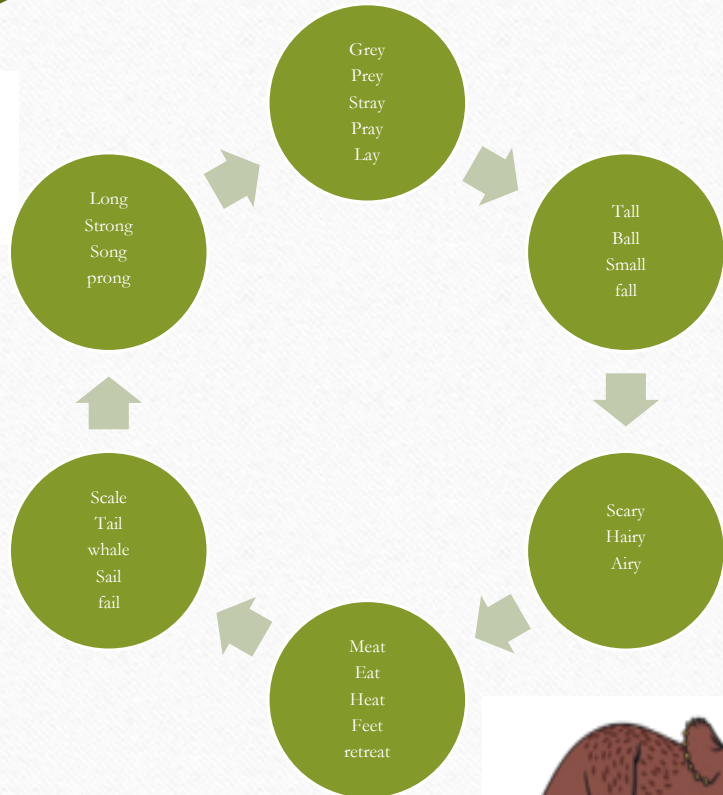 Grey
Prey
Stray
Pray
Lay
Tall
Ball
Small
fall
Scary
Hairy
Airy
Meat
Eat
Heat
Feet
retreat
Scale
Tail
whale
Sail
fail
Long
Strong
Song
prong